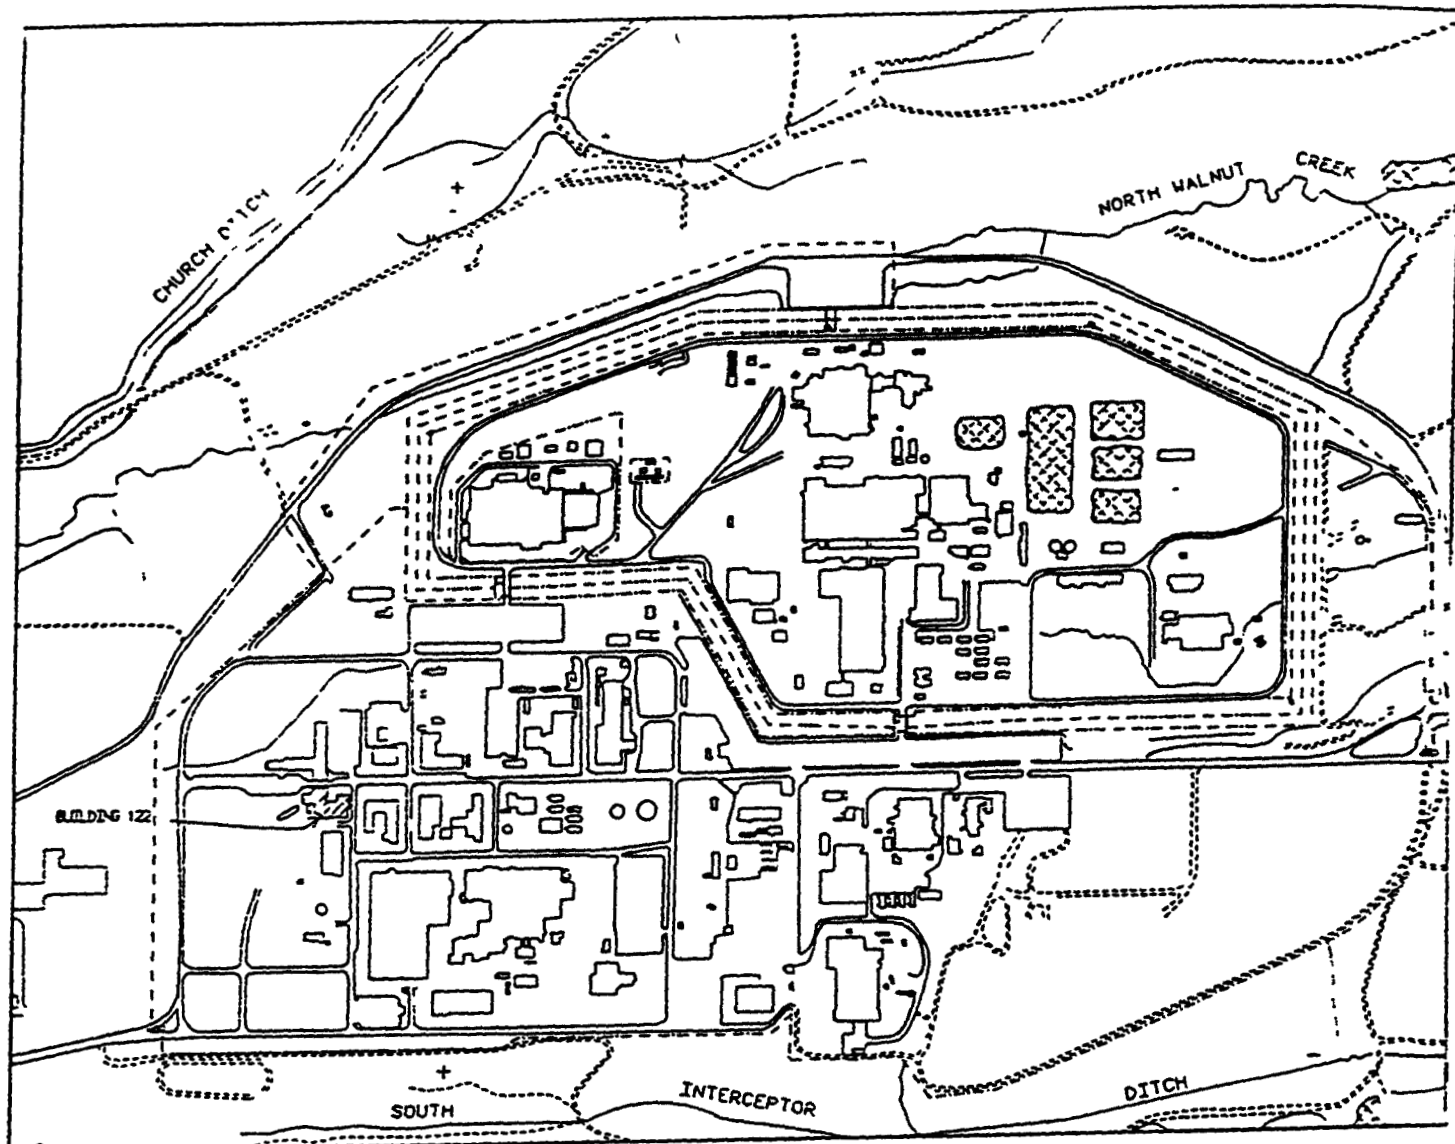 NORTH WALNUT CREEK
CHURCH DITCH
BUILDING 122
SOUTH INTERCEPTOR DITCH